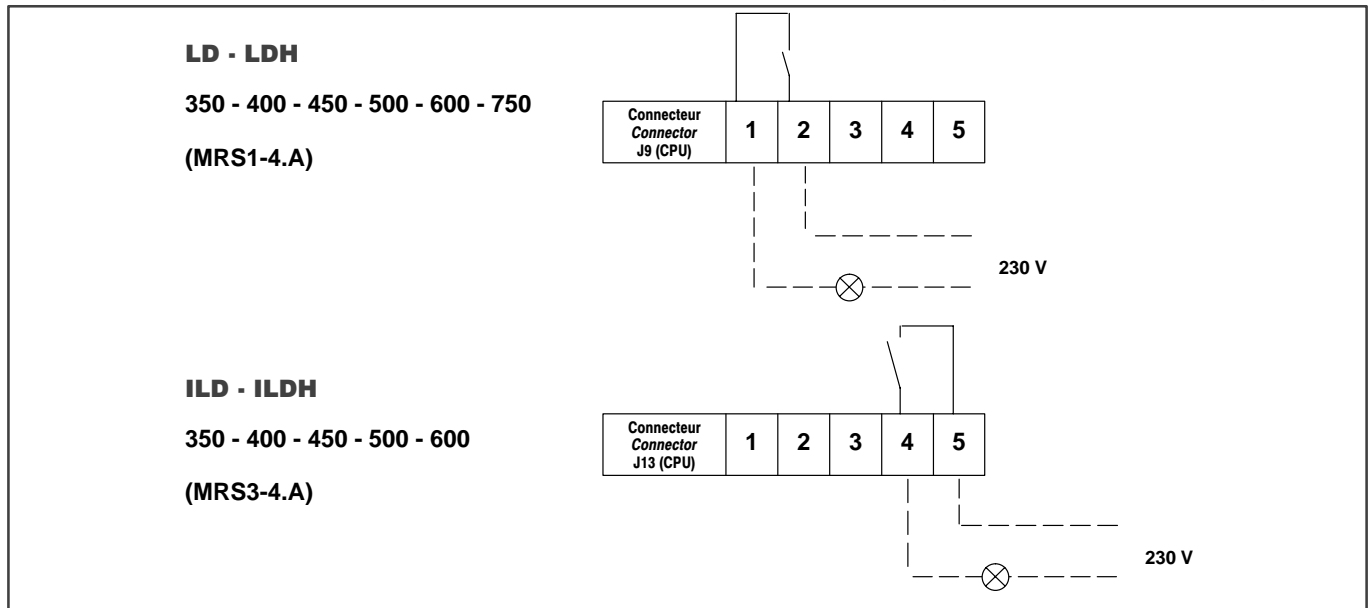 LD - LDH
350 - 400 - 450 - 500 - 600 - 750
(MRS1-4.A)
Connecteur
Connector
J9 (CPU)
1 2 3 4 5
230 V
ILD - ILDH
350 - 400 - 450 - 500 - 600
(MRS3-4.A)
Connecteur
Connector
J13 (CPU)
1 2 3 4 5
230 V